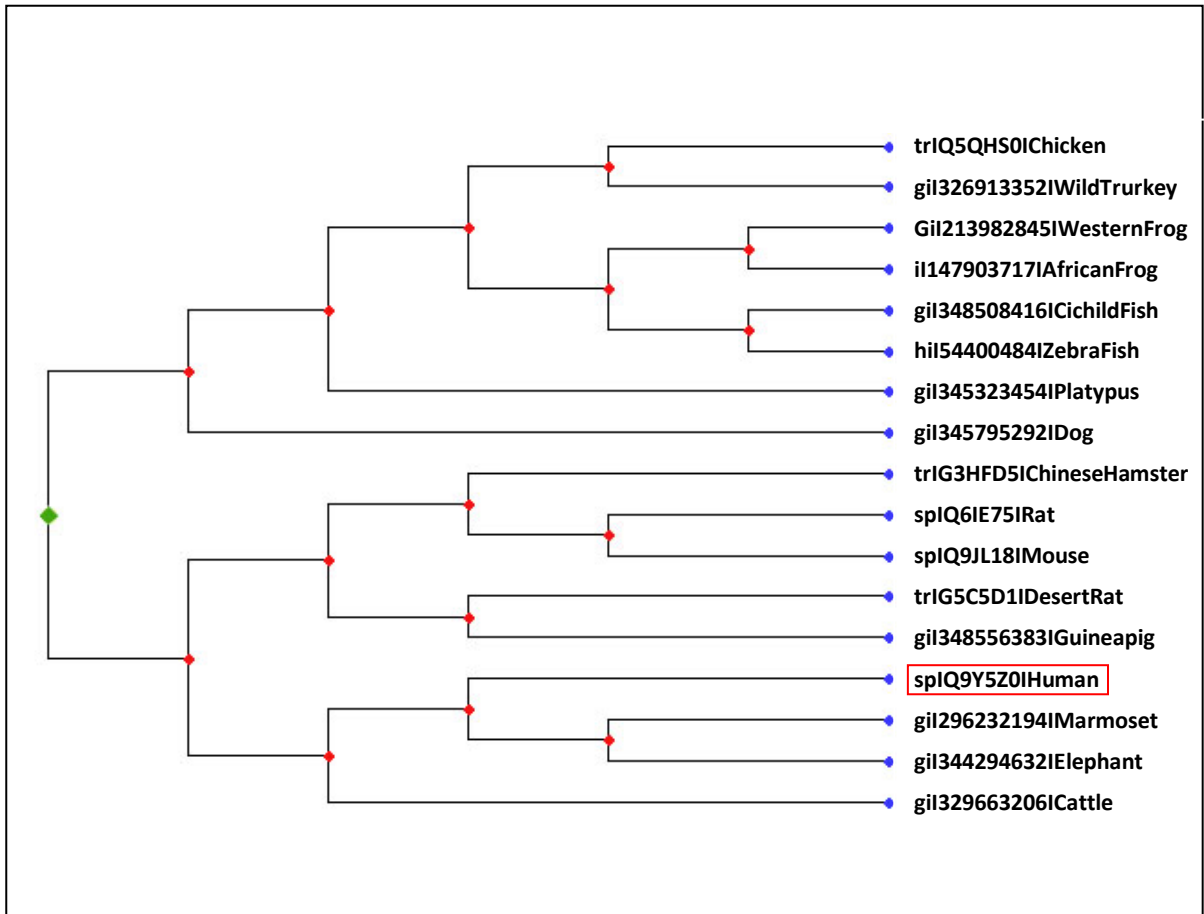 trIQ5QHS0IChicken
giI326913352IWildTrurkey
GiI213982845IWesternFrog
iI147903717IAfricanFrog
giI348508416ICichildFish
hiI54400484IZebraFish
giI345323454IPlatypus
giI345795292IDog
trIG3HFD5IChineseHamster
spIQ6IE75IRat
spIQ9JL18IMouse
trIG5C5D1IDesertRat
giI348556383IGuineapig
spIQ9Y5Z0IHuman
giI296232194IMarmoset
giI344294632IElephant
giI329663206ICattle